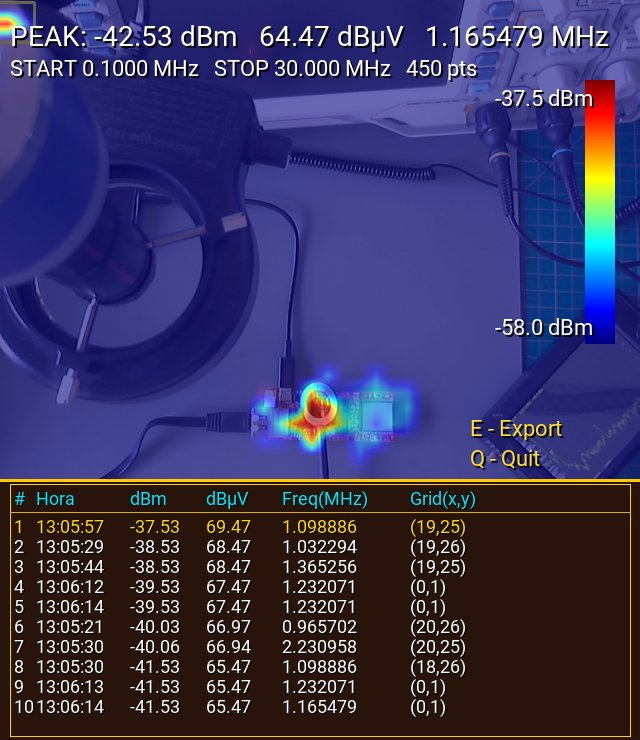 PEAK: -42.53 dBm 64.47 dBµV 1.165479 MHz
START 0.1000 MHz STOP 30.000 MHz 450 pts
-37.5 dBm
-58.0 dBm
E - Export
Q - Quit
# Hora dBm dBµV Freq(MHz) Grid(x,y)
1 13:05:57 -37.53 69.47 1.098886 (19,25)
2 13:05:29 -38.53 68.47 1.032294 (19,26)
3 13:05:44 -38.53 68.47 1.365256 (19,25)
4 13:06:12 -39.53 67.47 1.232071 (0,1)
5 13:06:14 -39.53 67.47 1.232071 (0,1)
6 13:05:21 -40.03 66.97 0.965702 (20,26)
7 13:05:30 -40.06 66.94 2.230958 (20,25)
8 13:05:30 -41.53 65.47 1.098886 (18,26)
9 13:06:13 -41.53 65.47 1.232071 (0,1)
10 13:06:14 -41.53 65.47 1.165479 (0,1)